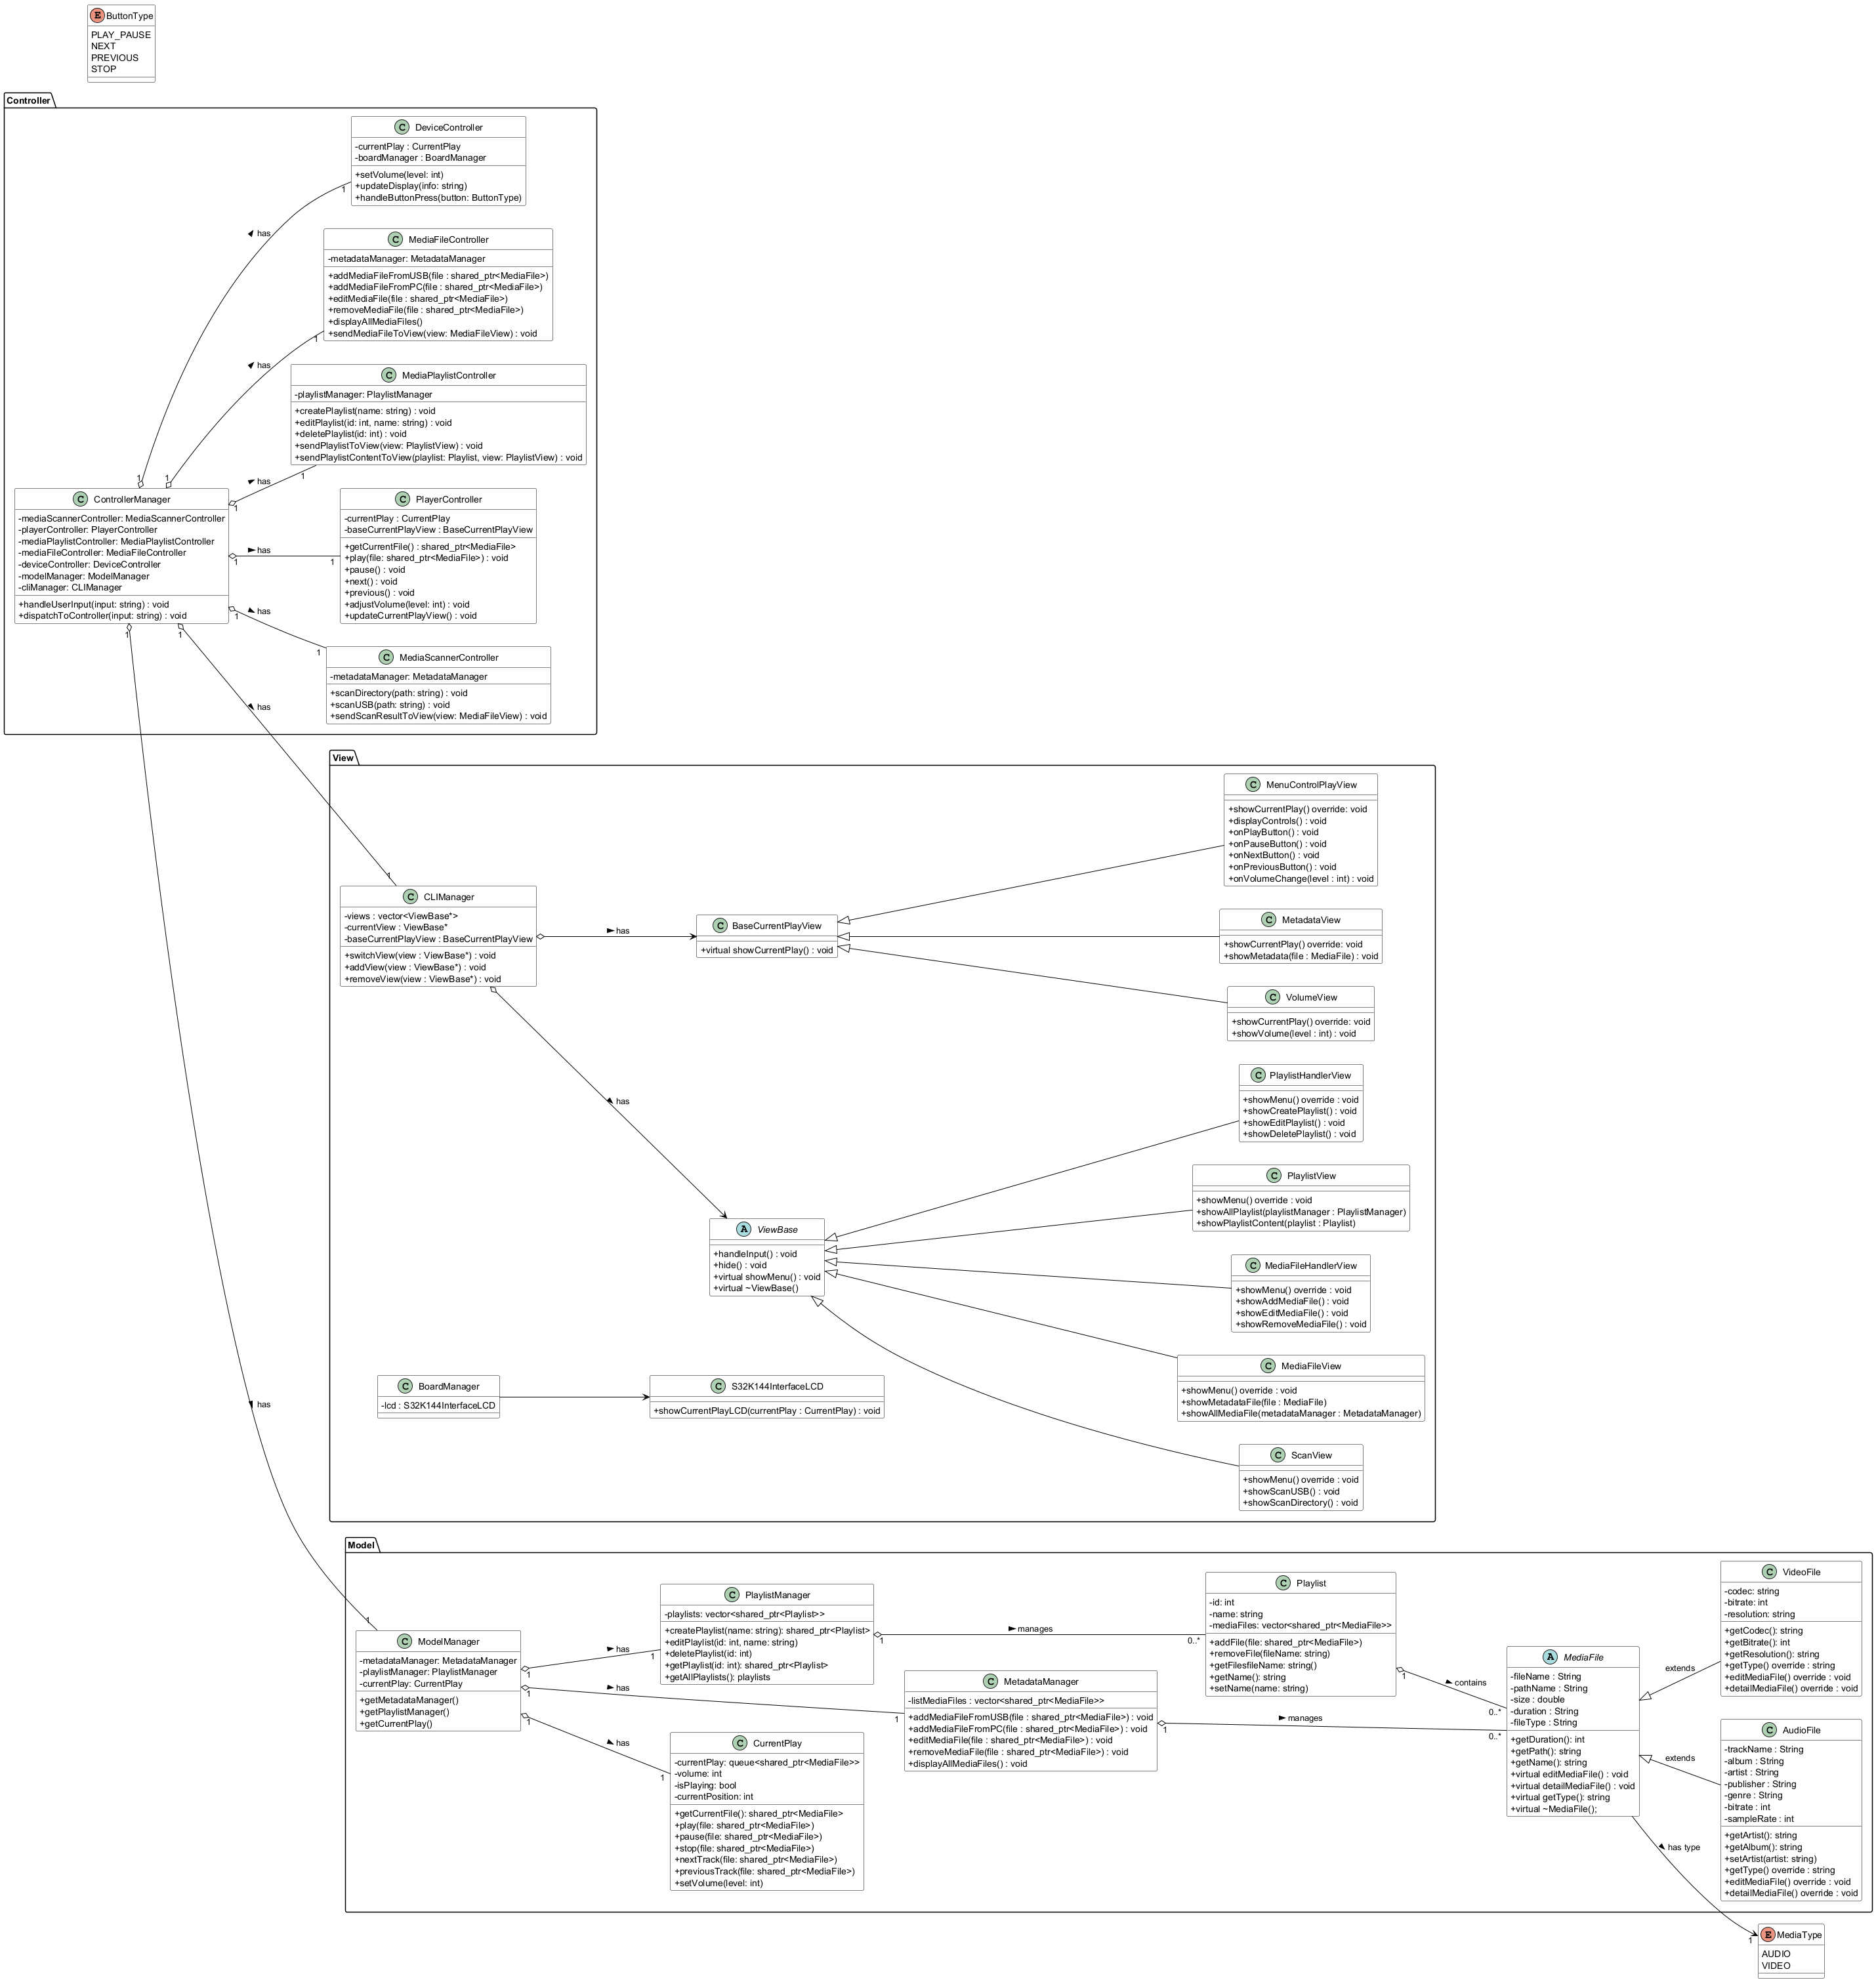 E ButtonType
PLAY_PAUSE
NEXT
PREVIOUS
STOP
Controller
C DeviceController
-currentPlay : CurrentPlay
-boardManager : BoardManager
+setVolume(level: int)
+updateDisplay(info: string)
+handleButtonPress(button: ButtonType)
1
has
C MediaFileController
-metadataManager: MetadataManager
+addMediaFileFromUSB(file : shared_ptr<MediaFile>)
+addMediaFileFromPC(file : shared_ptr<MediaFile>)
+editMediaFile(file : shared_ptr<MediaFile>)
+removeMediaFile(file : shared_ptr<MediaFile>)
+displayAllMediaFiles()
+sendMediaFileToView(view: MediaFileView) : void
1
has
C MediaPlaylistController
-playlistManager: PlaylistManager
+createPlaylist(name: string) : void
+editPlaylist(id: int, name: string) : void
+deletePlaylist(id: int) : void
+sendPlaylistToView(view: PlaylistView) : void
+sendPlaylistContentToView(playlist: Playlist, view: PlaylistView) : void
1
1
has
1
C ControllerManager
-mediaScannerController: MediaScannerController
-playerController: PlayerController
-mediaPlaylistController: MediaPlaylistController
-mediaFileController: MediaFileController
-deviceController: DeviceController
-modelManager: ModelManager
-cliManager: CLIManager
+handleUserInput(input: string) : void
+dispatchToController(input: string) : void
1
has
1
1
C PlayerController
-currentPlay : CurrentPlay
-baseCurrentPlayView : BaseCurrentPlayView
+getCurrentFile() : shared_ptr<MediaFile>
+play(file: shared_ptr<MediaFile>) : void
+pause() : void
+next() : void
+previous() : void
+adjustVolume(level: int) : void
+updateCurrentPlayView() : void
has
1
1
1
1
C MediaScannerController
-metadataManager: MetadataManager
+scanDirectory(path: string) : void
+scanUSB(path: string) : void
+sendScanResultToView(view: MediaFileView) : void
has
View
C MenuControlPlayView
+showCurrentPlay() override: void
+displayControls() : void
+onPlayButton() : void
+onPauseButton() : void
+onNextButton() : void
+onPreviousButton() : void
+onVolumeChange(level : int) : void
1
C CLIManager
-views : vector<ViewBase*>
-currentView : ViewBase*
-baseCurrentPlayView : BaseCurrentPlayView
+switchView(view : ViewBase*) : void
+addView(view : ViewBase*) : void
+removeView(view : ViewBase*) : void
has
C BaseCurrentPlayView
+virtual showCurrentPlay() : void
C MetadataView
+showCurrentPlay() override: void
+showMetadata(file : MediaFile) : void
C VolumeView
+showCurrentPlay() override: void
+showVolume(level : int) : void
has
C PlaylistHandlerView
+showMenu() override : void
+showCreatePlaylist() : void
+showEditPlaylist() : void
+showDeletePlaylist() : void
C PlaylistView
+showMenu() override : void
+showAllPlaylist(playlistManager : PlaylistManager)
+showPlaylistContent(playlist : Playlist)
A ViewBase
+handleInput() : void
+hide() : void
+virtual showMenu() : void
+virtual ~ViewBase()
C MediaFileHandlerView
+showMenu() override : void
+showAddMediaFile() : void
+showEditMediaFile() : void
+showRemoveMediaFile() : void
C MediaFileView
+showMenu() override : void
+showMetadataFile(file : MediaFile)
+showAllMediaFile(metadataManager : MetadataManager)
C BoardManager
-lcd : S32K144InterfaceLCD
C S32K144InterfaceLCD
+showCurrentPlayLCD(currentPlay : CurrentPlay) : void
has
C ScanView
+showMenu() override : void
+showScanUSB() : void
+showScanDirectory() : void
Model
1
C ModelManager
-metadataManager: MetadataManager
-playlistManager: PlaylistManager
-currentPlay: CurrentPlay
+getMetadataManager()
+getPlaylistManager()
+getCurrentPlay()
has
1
1
C PlaylistManager
-playlists: vector<shared_ptr<Playlist>>
+createPlaylist(name: string): shared_ptr<Playlist>
+editPlaylist(id: int, name: string)
+deletePlaylist(id: int)
+getPlaylist(id: int): shared_ptr<Playlist>
+getAllPlaylists(): playlists
1
manages
0..*
C Playlist
-id: int
-name: string
-mediaFiles: vector<shared_ptr<MediaFile>>
+addFile(file: shared_ptr<MediaFile>)
+removeFile(fileName: string)
+getFilesfileName: string()
+getName(): string
+setName(name: string)
1
contains
0..*
has
1
1
C MetadataManager
-listMediaFiles : vector<shared_ptr<MediaFile>>
+addMediaFileFromUSB(file : shared_ptr<MediaFile>) : void
+addMediaFileFromPC(file : shared_ptr<MediaFile>) : void
+editMediaFile(file : shared_ptr<MediaFile>) : void
+removeMediaFile(file : shared_ptr<MediaFile>) : void
+displayAllMediaFiles() : void
1
manages
0..*
has
1
1
C CurrentPlay
-currentPlay: queue<shared_ptr<MediaFile>>
-volume: int
-isPlaying: bool
-currentPosition: int
+getCurrentFile(): shared_ptr<MediaFile>
+play(file: shared_ptr<MediaFile>)
+pause(file: shared_ptr<MediaFile>)
+stop(file: shared_ptr<MediaFile>)
+nextTrack(file: shared_ptr<MediaFile>)
+previousTrack(file: shared_ptr<MediaFile>)
+setVolume(level: int)
A MediaFile
-fileName : String
-pathName : String
-size : double
-duration : String
-fileType : String
+getDuration(): int
+getPath(): string
+getName(): string
+virtual editMediaFile() : void
+virtual detailMediaFile() : void
+virtual getType(): string
+virtual ~MediaFile();
extends
C VideoFile
-codec: string
-bitrate: int
-resolution: string
+getCodec(): string
+getBitrate(): int
+getResolution(): string
+getType() override : string
+editMediaFile() override : void
+detailMediaFile() override : void
extends
C AudioFile
-trackName : String
-album : String
-artist : String
-publisher : String
-genre : String
-bitrate : int
-sampleRate : int
+getArtist(): string
+getAlbum(): string
+setArtist(artist: string)
+getType() override : string
+editMediaFile() override : void
+detailMediaFile() override : void
has type
1
E MediaType
AUDIO
VIDEO